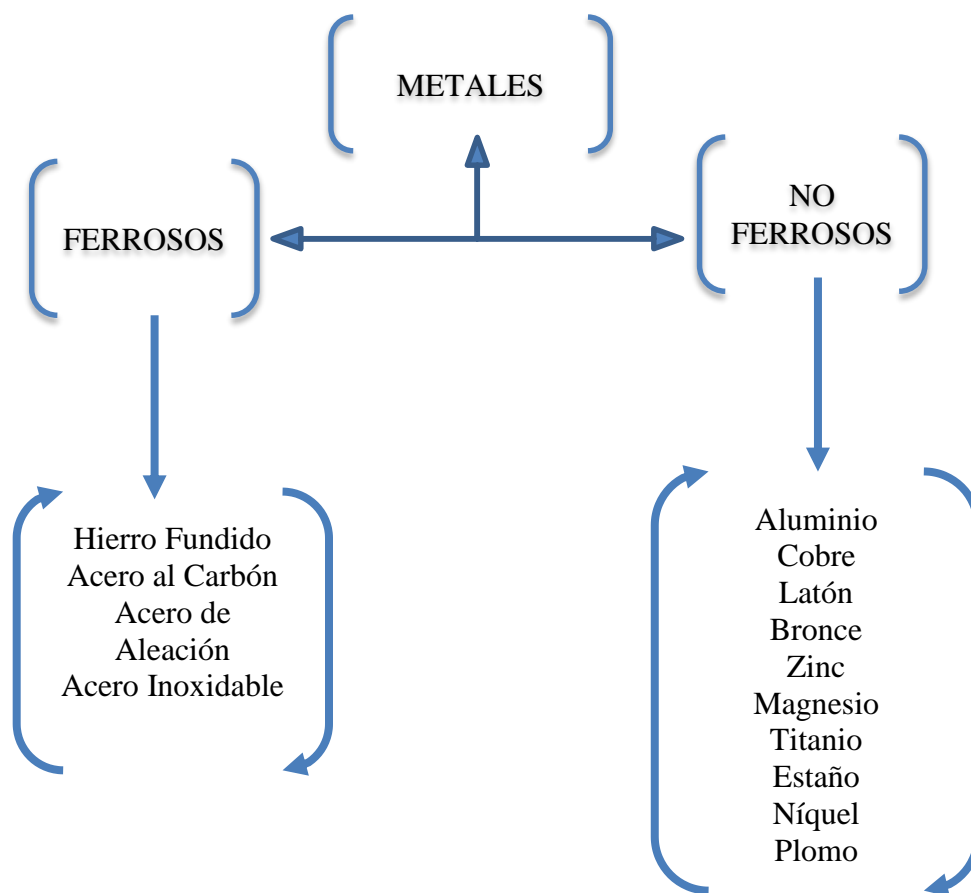 METALES
FERROSOS
NO
FERROSOS
Hierro Fundido
Acero al Carbón
Acero de
Aleación
Acero Inoxidable
Aluminio
Cobre
Latón
Bronce
Zinc
Magnesio
Titanio
Estaño
Níquel
Plomo